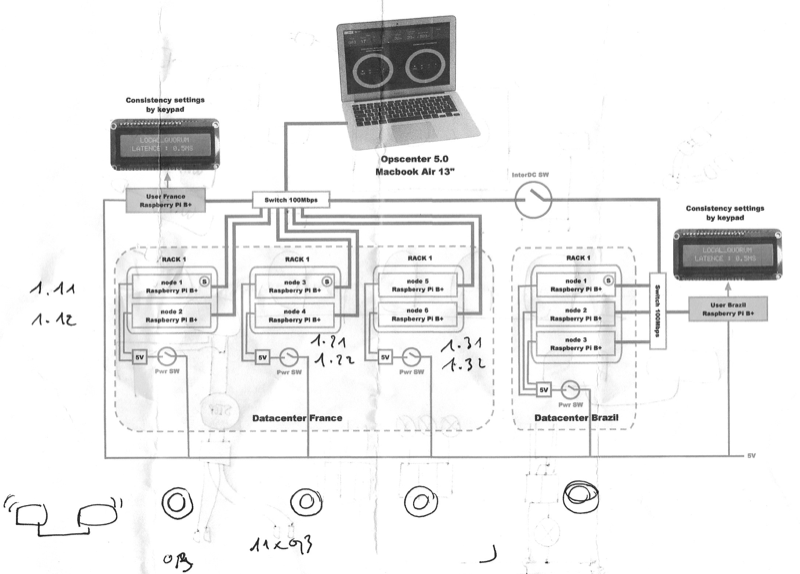 Consistency settings
by keypad
LOCAL_QUORUM
LATENCE : 0.5MS
User France
Raspberry Pi B+
Switch 100Mbps
Opscenter 5.0
Macbook Air 13"
InterDC SW
Consistency settings
by keypad
LOCAL_QUORUM
LATENCE : 0.5MS
User Brazil
Raspberry Pi B+
Switch 100Mbps
RACK 1
node 1
Raspberry Pi B+
S
node 2
Raspberry Pi B+
5V
Pwr SW
RACK 1
node 3
Raspberry Pi B+
S
node 4
Raspberry Pi B+
5V
Pwr SW
RACK 1
node 5
Raspberry Pi B+
node 6
Raspberry Pi B+
5V
Pwr SW
Datacenter France
RACK 1
node 1
Raspberry Pi B+
S
node 2
Raspberry Pi B+
node 3
Raspberry Pi B+
5V
Pwr SW
Datacenter Brazil
5V
1.11
1.12
1.21
1.22
1.31
1.32